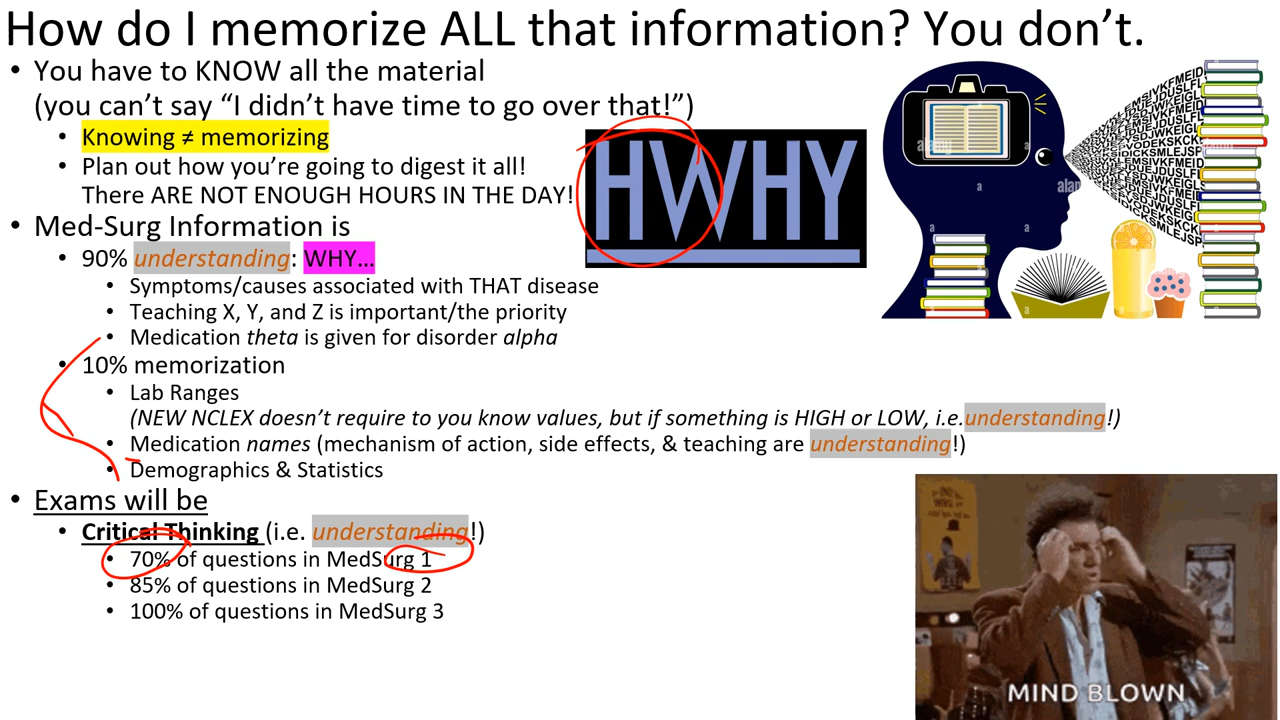 How do I memorize ALL that information? You don’t.
• You have to KNOW all the material
(you can’t say “I didn’t have time to go over that!”)
• Knowing ≠ memorizing
• Plan out how you’re going to digest it all!
There ARE NOT ENOUGH HOURS IN THE DAY!
HWHY
• Med-Surg Information is
• 90% understanding: WHY…
• Symptoms/causes associated with THAT disease
• Teaching X, Y, and Z is important/the priority
• Medication theta is given for disorder alpha
• 10% memorization
• Lab Ranges
(NEW NCLEX doesn’t require to you know values, but if something is HIGH or LOW, i.e.understanding!)
• Medication names (mechanism of action, side effects, & teaching are understanding!)
• Demographics & Statistics
• Exams will be
• Critical Thinking (i.e. understanding!)
• 70% of questions in MedSurg 1
• 85% of questions in MedSurg 2
• 100% of questions in MedSurg 3
MIND BLOWN